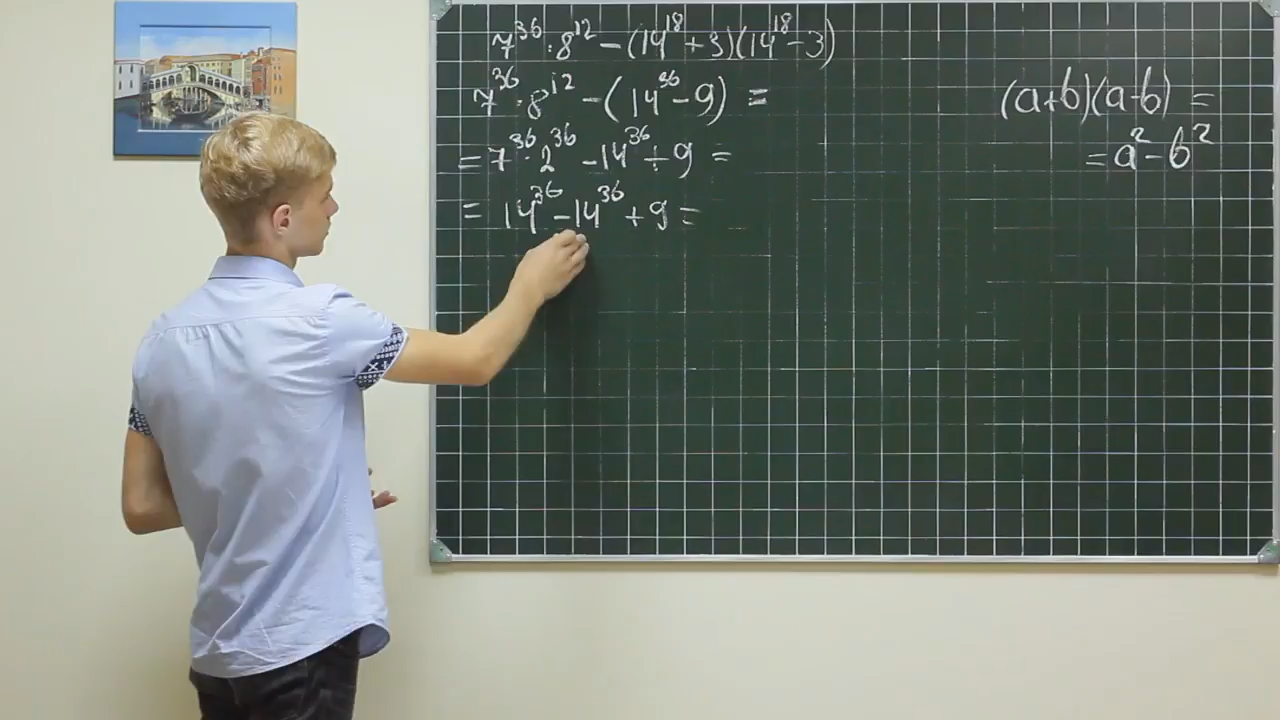 7³⁶·8¹²-(14¹⁸+3)(14¹⁸-3)
7³⁶·8¹²-(14³⁶-9)=
=7³⁶·2³⁶-14³⁶+9=
=14³⁶-14³⁶+9=
(a+b)(a-b)=
=a²-b²